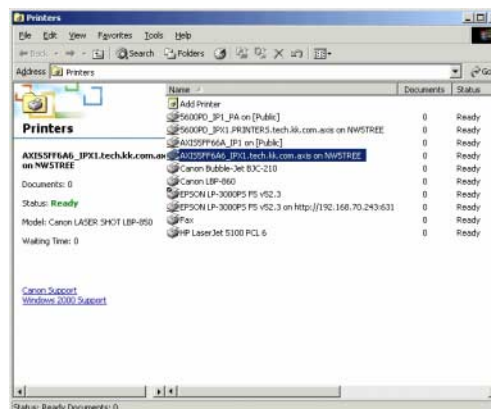 Printers
File Edit View Favorites Tools Help
Back Search Folders
Address Printers Go
Name Documents Status
Add Printer
5600PD_IP1_PA on [Public] 0 Ready
5600PD_IPX1.PRINTERS.tech.kk.com.axis on NWSTREE 0 Ready
AXIS5FF66A_IP1 on [Public] 0 Ready
AXIS5FF6A6_IPX1.tech.kk.com.axis on NWSTREE 0 Ready
Canon Bubble-Jet BJC-210 0 Ready
Canon LBP-860 0 Ready
EPSON LP-3000PS PS v52.3 0 Ready
EPSON LP-3000PS PS v52.3 on http://192.168.70.243:631 0 Ready
Fax 0 Ready
HP LaserJet 5100 PCL 6 0 Ready
Printers
AXIS5FF6A6_IPX1.tech.kk.com.ax
on NWSTREE
Documents: 0
Status: Ready
Model: Canon LASER SHOT LBP-850
Waiting Time: 0
Canon Support
Windows 2000 Support
Status: Ready Documents: 0